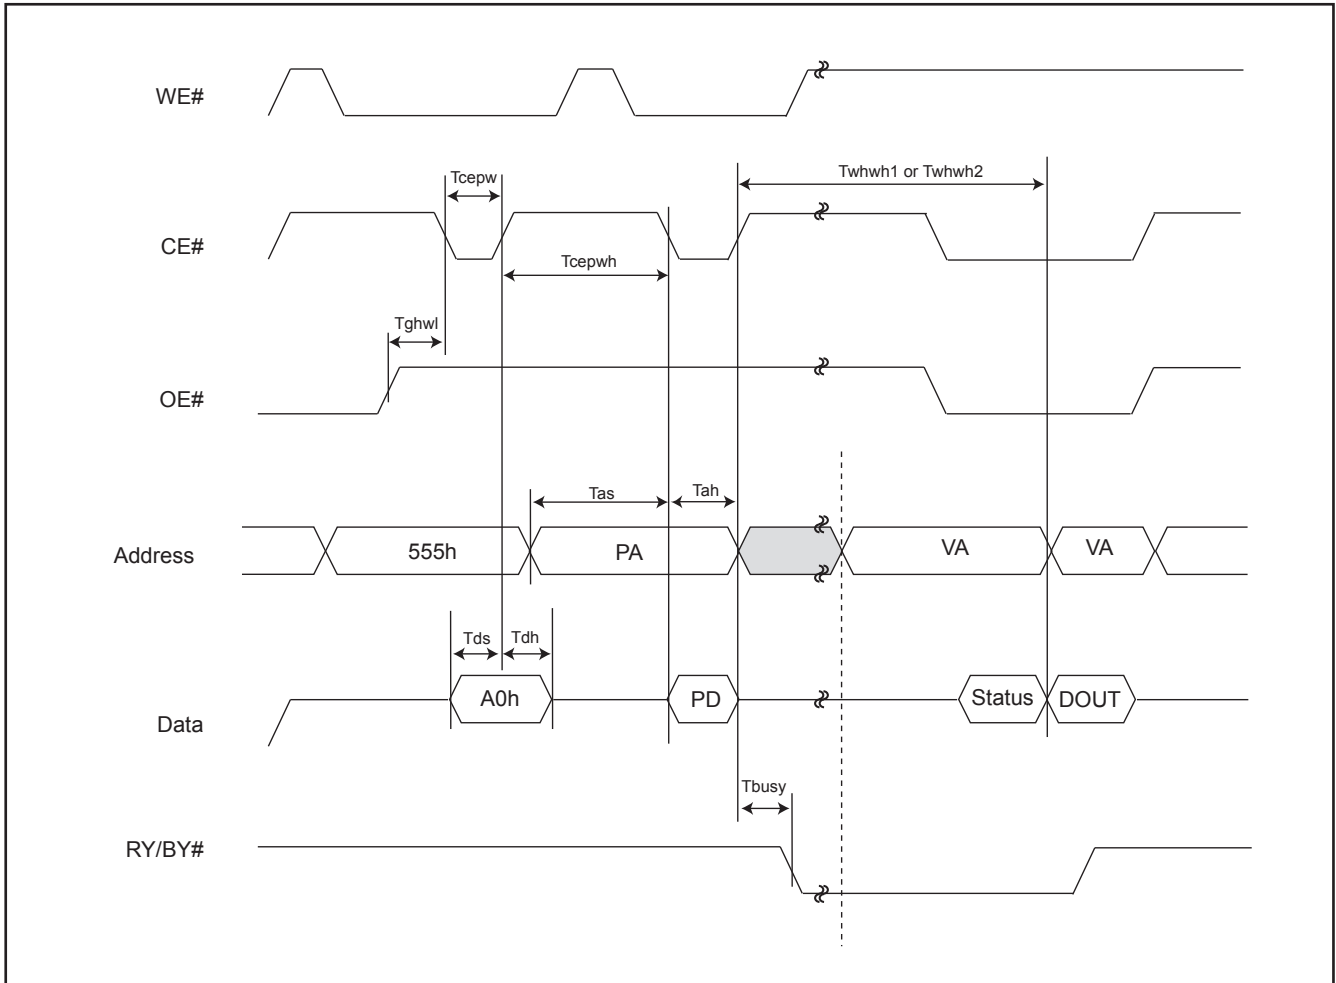 WE#
Tcepw
Twhwh1 or Twhwh2
CE#
Tcepwh
Tghwl
OE#
Tas
Tah
Address
555h
PA
VA
VA
Tds
Tdh
Data
A0h
PD
Status
DOUT
Tbusy
RY/BY#